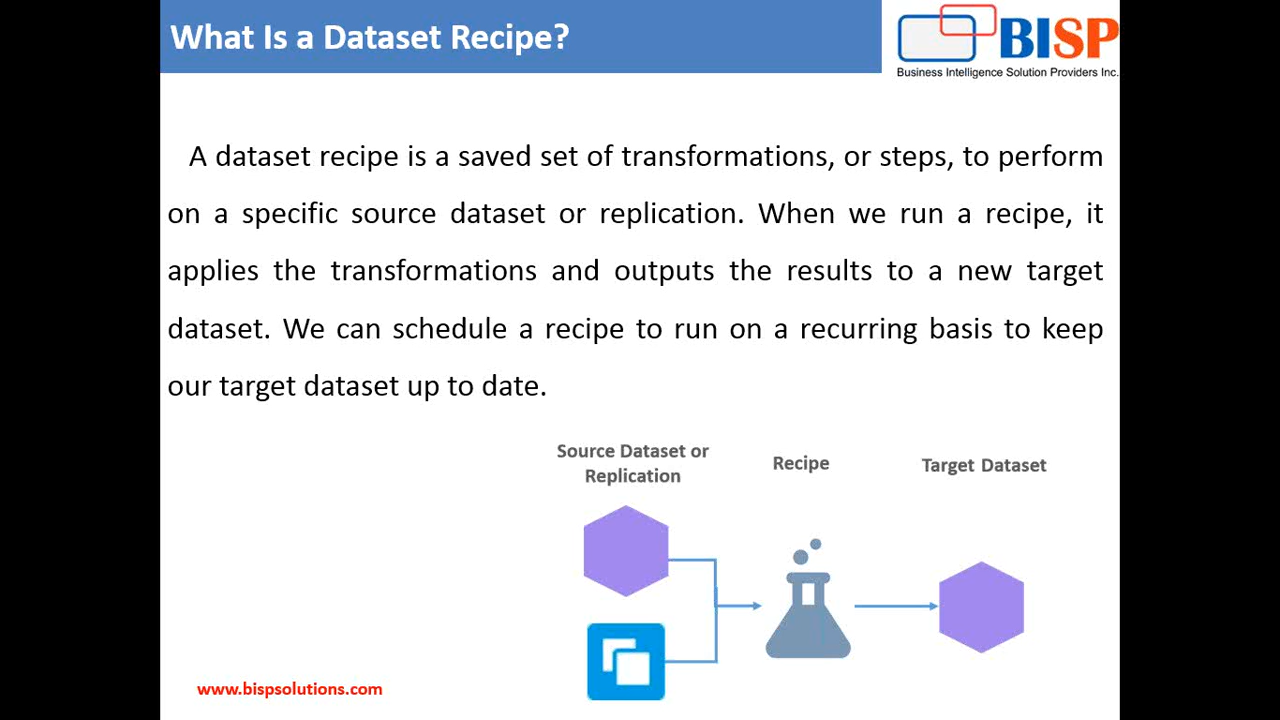 What Is a Dataset Recipe?
BISP
Business Intelligence Solution Providers Inc.
A dataset recipe is a saved set of transformations, or steps, to perform
on a specific source dataset or replication. When we run a recipe, it
applies the transformations and outputs the results to a new target
dataset. We can schedule a recipe to run on a recurring basis to keep
our target dataset up to date.
Source Dataset or
Replication
Recipe
Target Dataset
www.bispsolutions.com